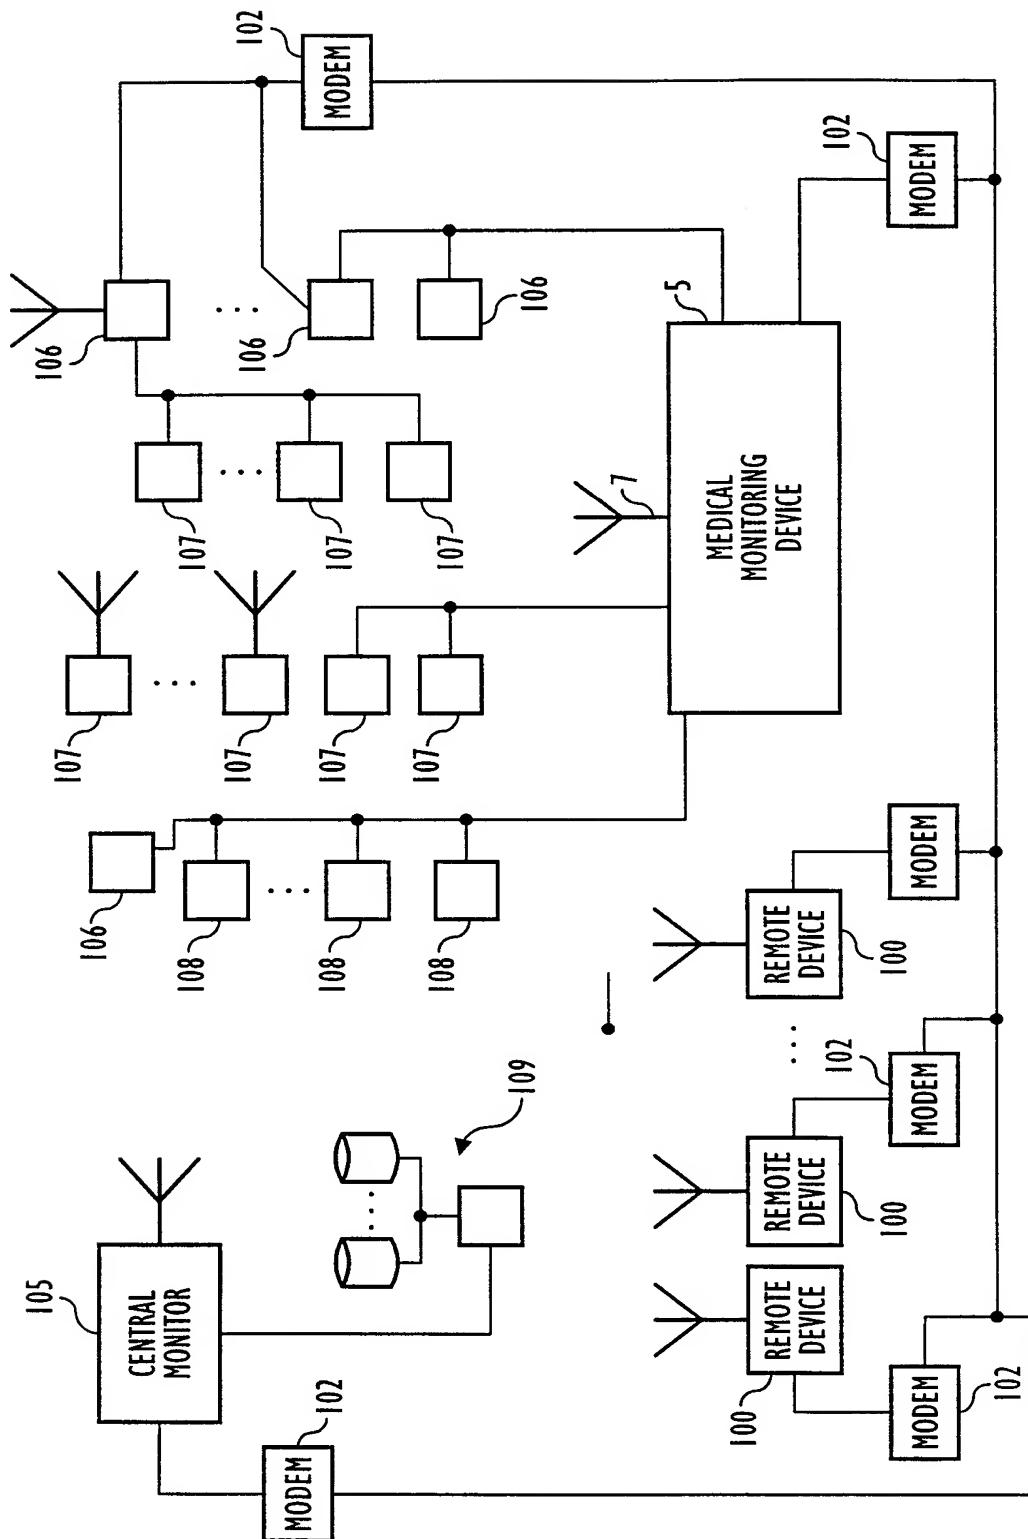 105
106
107
106
CENTRAL
MONITOR
107
108
107
102
106
MODEM
102
108
107
107
MODEM
108
107
107
109
106
7
5
MEDICAL
MONITORING
DEVICE
100
REMOTE
DEVICE
REMOTE
DEVICE
REMOTE
DEVICE
100
102
100
102
MODEM
MODEM
MODEM
MODEM
102